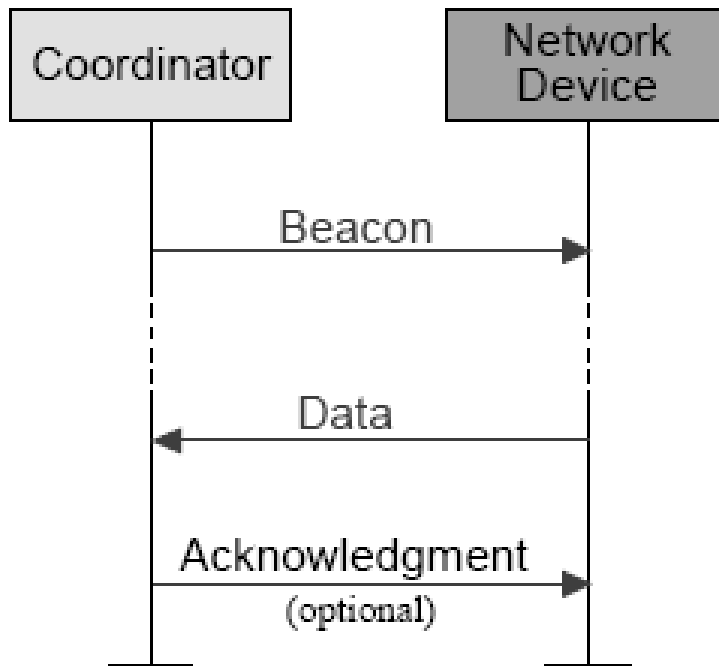 Coordinator
Network
Device
Beacon
Data
Acknowledgment
(optional)